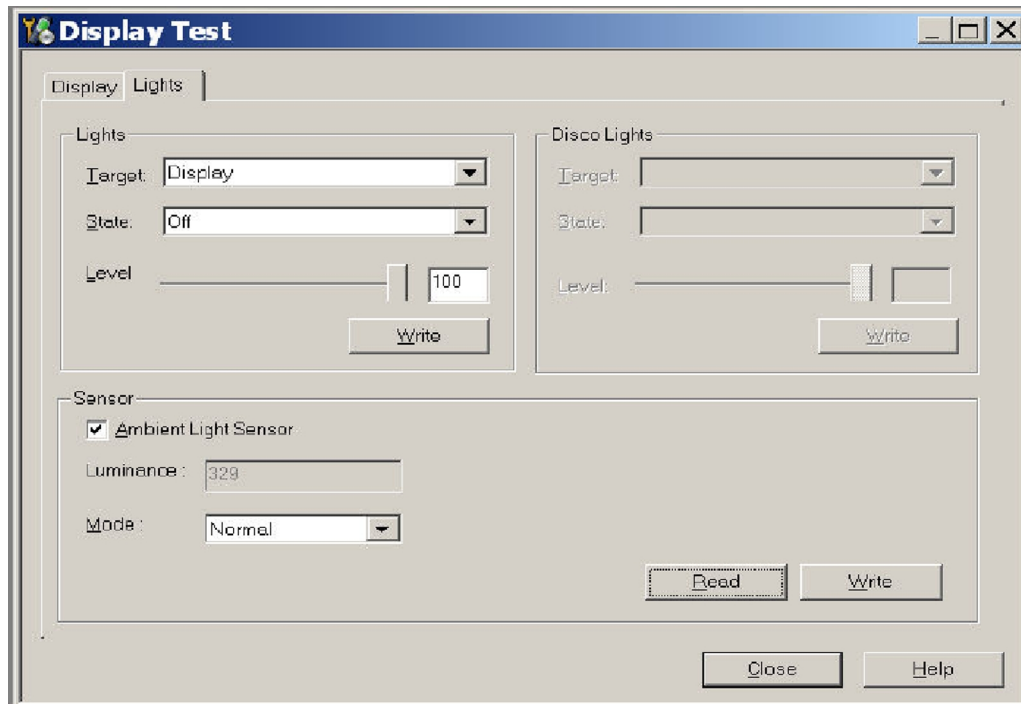 Display Test
Display Lights
Lights
Target: Display
State: Off
Level 100
Write
Disco Lights
Target:
State:
Level:
Write
Sensor
Ambient Light Sensor
Luminance : 329
Mode : Normal
Read Write
Close Help